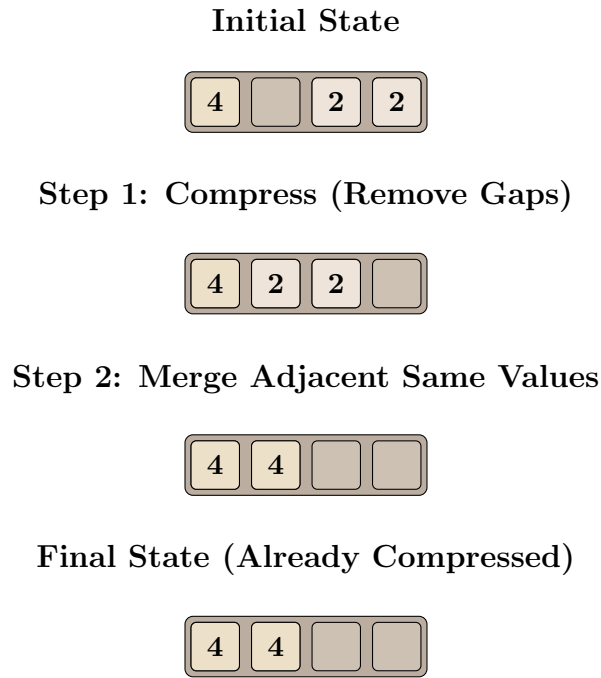 Initial State
4 2 2
Step 1: Compress (Remove Gaps)
4 2 2
Step 2: Merge Adjacent Same Values
4 4
Final State (Already Compressed)
4 4